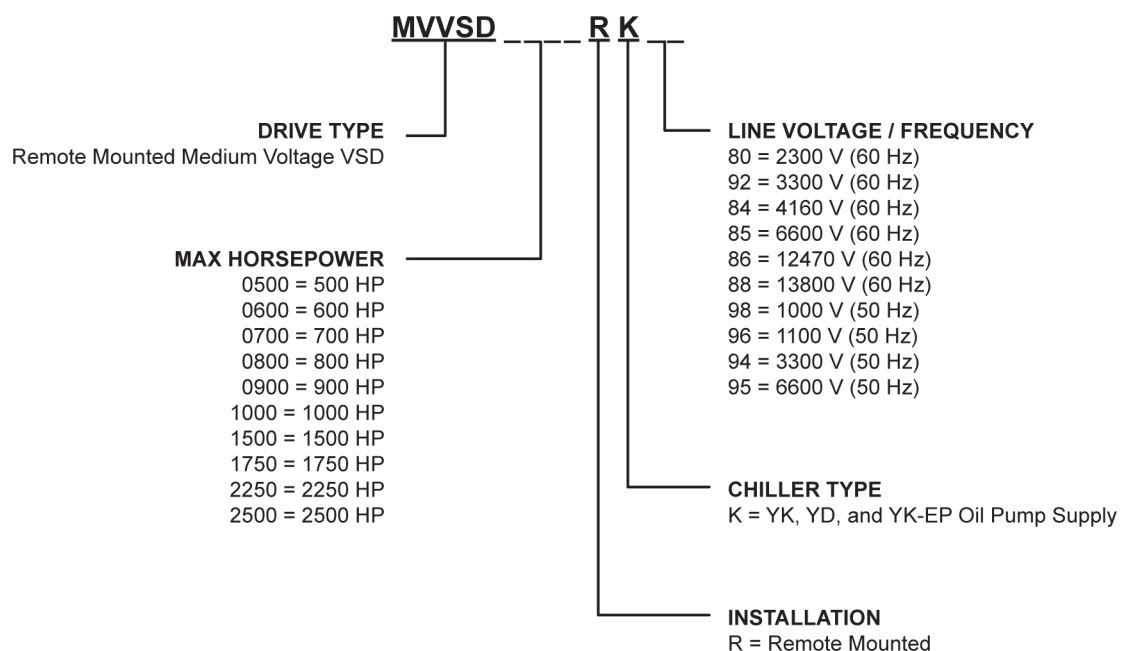 MVVSD _ _ _ _ R K _ _
DRIVE TYPE
Remote Mounted Medium Voltage VSD
MAX HORSEPOWER
0500 = 500 HP
0600 = 600 HP
0700 = 700 HP
0800 = 800 HP
0900 = 900 HP
1000 = 1000 HP
1500 = 1500 HP
1750 = 1750 HP
2250 = 2250 HP
2500 = 2500 HP
LINE VOLTAGE / FREQUENCY
80 = 2300 V (60 Hz)
92 = 3300 V (60 Hz)
84 = 4160 V (60 Hz)
85 = 6600 V (60 Hz)
86 = 12470 V (60 Hz)
88 = 13800 V (60 Hz)
98 = 1000 V (50 Hz)
96 = 1100 V (50 Hz)
94 = 3300 V (50 Hz)
95 = 6600 V (50 Hz)
CHILLER TYPE
K = YK, YD, and YK-EP Oil Pump Supply
INSTALLATION
R = Remote Mounted